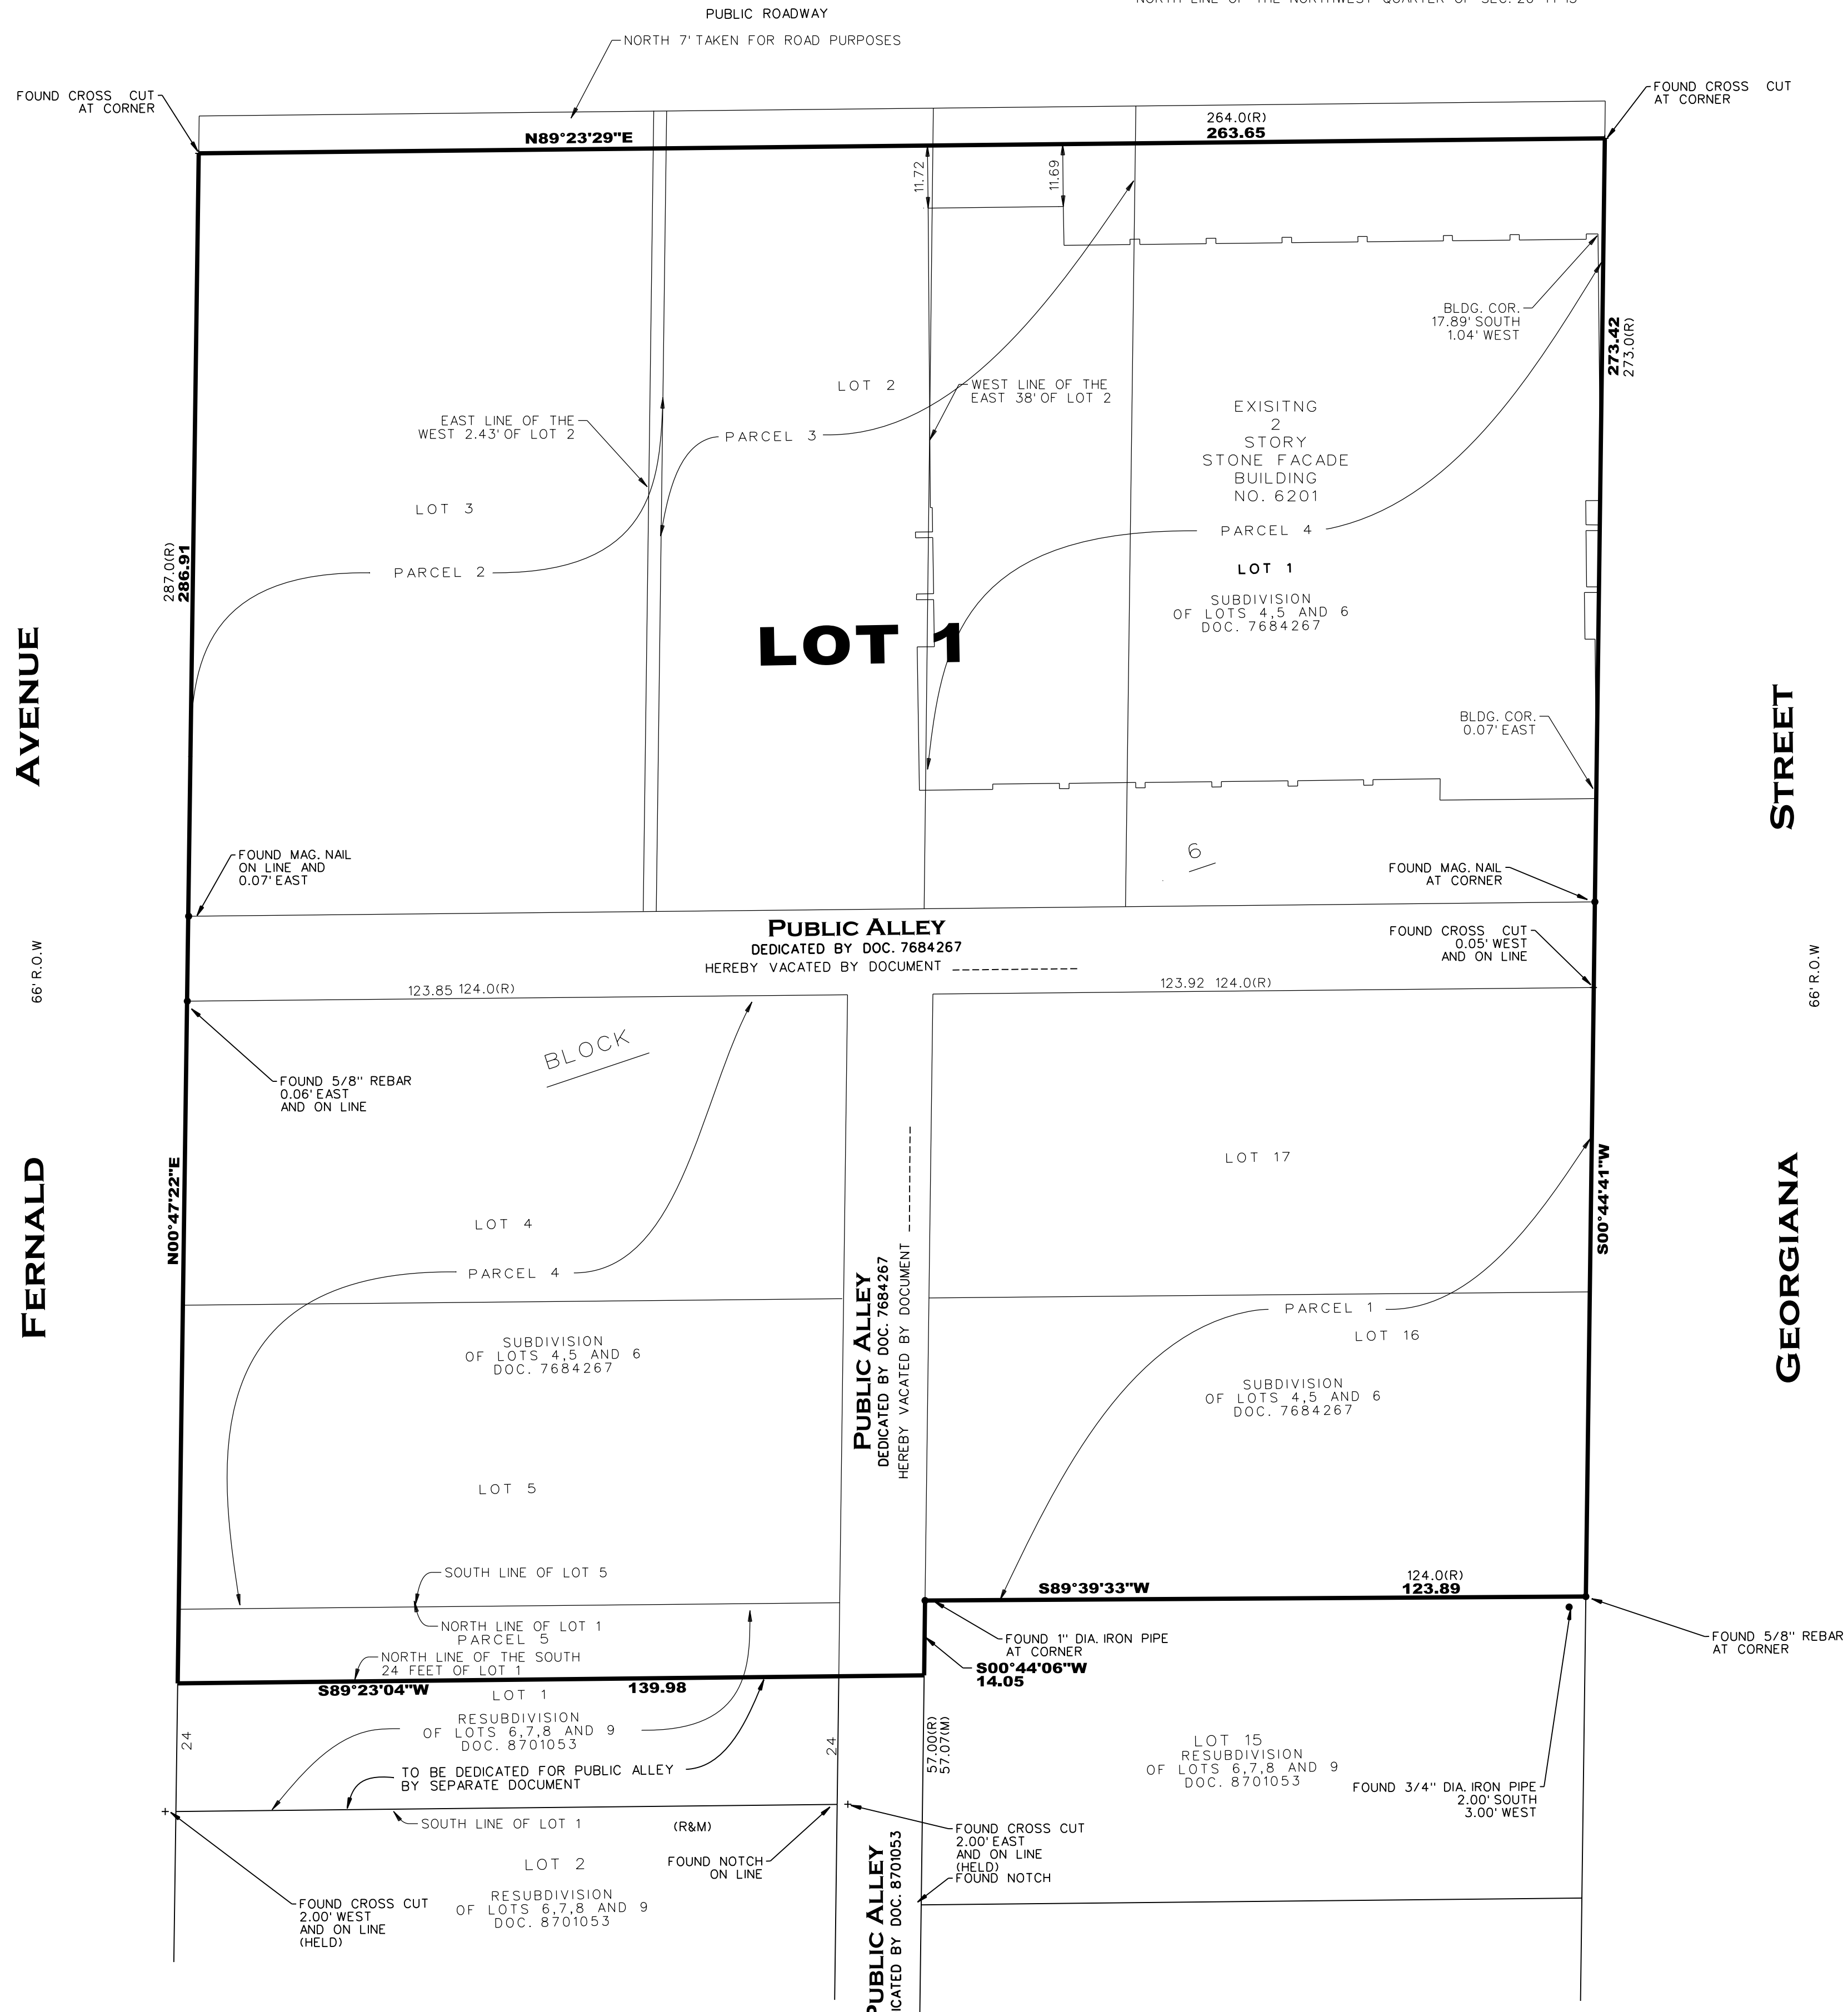 PUBLIC ROADWAY
NORTH LINE OF THE NORTHWEST QUARTER OF SEC. 20-41-13
NORTH 7' TAKEN FOR ROAD PURPOSES
FOUND CROSS CUT
AT CORNER
FOUND CROSS CUT
AT CORNER
N89°23'29"E
264.0(R)
263.65
11.72
11.69
BLDG. COR.
17.89' SOUTH
1.04' WEST
273.42
273.0(R)
LOT 2
WEST LINE OF THE
EAST 38' OF LOT 2
EAST LINE OF THE
WEST 2.43' OF LOT 2
PARCEL 3
EXISITNG
2
STORY
STONE FACADE
BUILDING
NO. 6201
LOT 3
PARCEL 4
287.0(R)
286.91
PARCEL 2
LOT 1
SUBDIVISION
OF LOTS 4,5 AND 6
DOC. 7684267
LOT 1
AVENUE
STREET
BLDG. COR.
0.07' EAST
FOUND MAG. NAIL
ON LINE AND
0.07' EAST
6
FOUND MAG. NAIL
AT CORNER
PUBLIC ALLEY
DEDICATED BY DOC. 7684267
HEREBY VACATED BY DOCUMENT ______________
FOUND CROSS CUT
0.05' WEST
AND ON LINE
66' R.O.W
66' R.O.W
123.85 124.0(R)
123.92 124.0(R)
BLOCK
FOUND 5/8" REBAR
0.06' EAST
AND ON LINE
N00°47'22"E
S00°44'41"W
LOT 17
LOT 4
PARCEL 4
FERNALD
GEORGIANA
PUBLIC ALLEY
DEDICATED BY DOC. 7684267
HEREBY VACATED BY DOCUMENT ______________
PARCEL 1
LOT 16
SUBDIVISION
OF LOTS 4,5 AND 6
DOC. 7684267
SUBDIVISION
OF LOTS 4,5 AND 6
DOC. 7684267
LOT 5
SOUTH LINE OF LOT 5
S89°39'33"W
124.0(R)
123.89
NORTH LINE OF LOT 1
PARCEL 5
NORTH LINE OF THE SOUTH
24 FEET OF LOT 1
FOUND 1" DIA. IRON PIPE
AT CORNER
S00°44'06"W
14.05
FOUND 5/8" REBAR
AT CORNER
S89°23'04"W
139.98
LOT 1
RESUBDIVISION
OF LOTS 6,7,8 AND 9
DOC. 8701053
24
24
57.00(R)
57.07(M)
LOT 15
RESUBDIVISION
OF LOTS 6,7,8 AND 9
DOC. 8701053
TO BE DEDICATED FOR PUBLIC ALLEY
BY SEPARATE DOCUMENT
FOUND 3/4" DIA. IRON PIPE
2.00' SOUTH
3.00' WEST
SOUTH LINE OF LOT 1
(R&M)
FOUND CROSS CUT
2.00' EAST
AND ON LINE
(HELD)
FOUND NOTCH
LOT 2
FOUND NOTCH
ON LINE
RESUBDIVISION
OF LOTS 6,7,8 AND 9
DOC. 8701053
FOUND CROSS CUT
2.00' WEST
AND ON LINE
(HELD)
PUBLIC ALLEY
ICATED BY DOC. 8701053